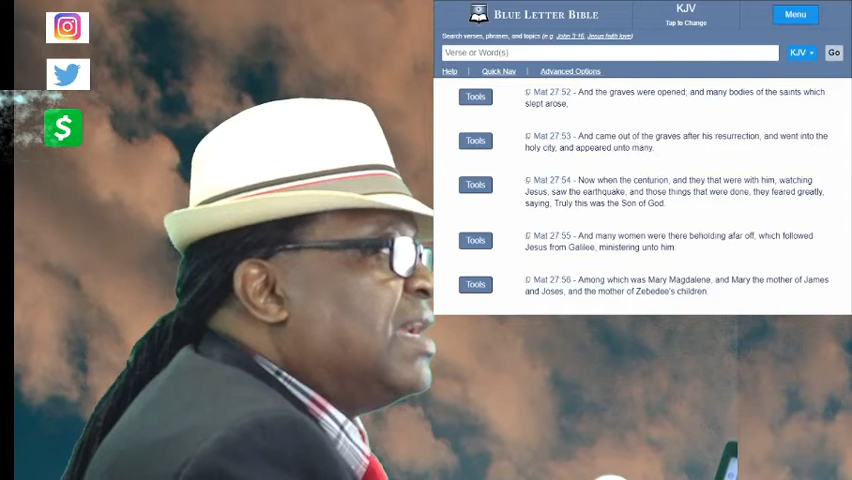 BLUE LETTER BIBLE
KJV
Tap to Change
Menu
Search verses, phrases, and topics (e.g. John 3:16, Jesus faith love)
Verse or Word(s)
KJV
Go
Help | Quick Nav | Advanced Options
Tools
Mat 27:52 - And the graves were opened; and many bodies of the saints which
slept arose,
Tools
Mat 27:53 - And came out of the graves after his resurrection, and went into the
holy city, and appeared unto many.
Tools
Mat 27:54 - Now when the centurion, and they that were with him, watching
Jesus, saw the earthquake, and those things that were done, they feared greatly,
saying, Truly this was the Son of God.
Tools
Mat 27:55 - And many women were there beholding afar off, which followed
Jesus from Galilee, ministering unto him:
Tools
Mat 27:56 - Among which was Mary Magdalene, and Mary the mother of James
and Joses, and the mother of Zebedee's children.
$